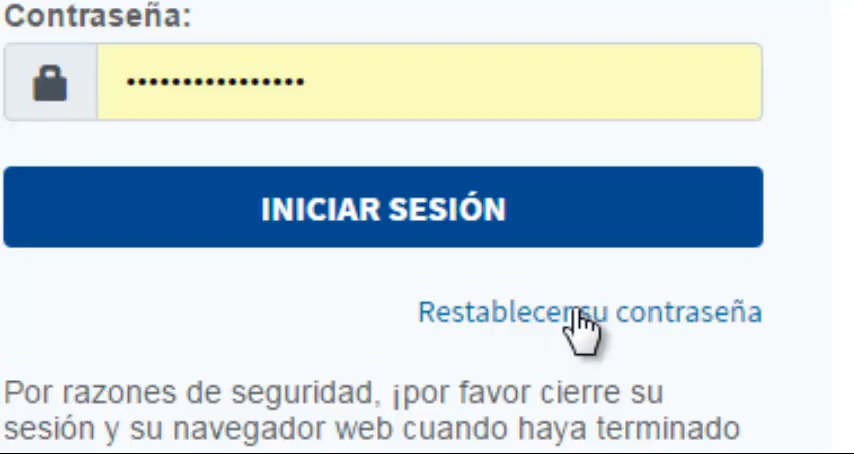 Contraseña:
••••••••••••••••
INICIAR SESIÓN
Restablecer su contraseña
Por razones de seguridad, ¡por favor cierre su
sesión y su navegador web cuando haya terminado